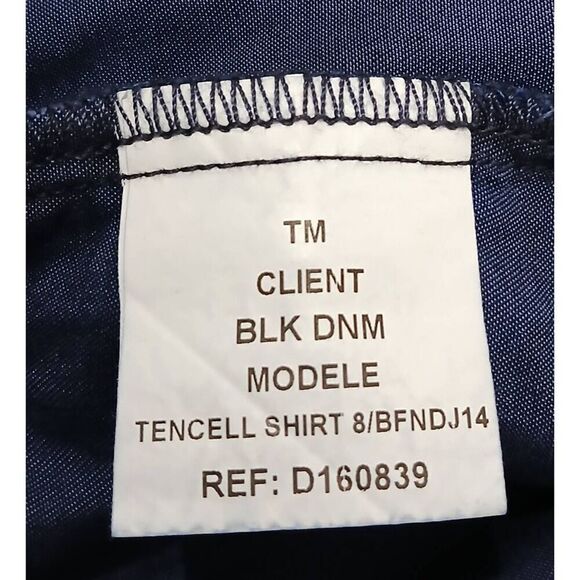 TM
CLIENT
BLK DNM
MODELE
TENCELL SHIRT 8/BFNDJ14
REF: D160839